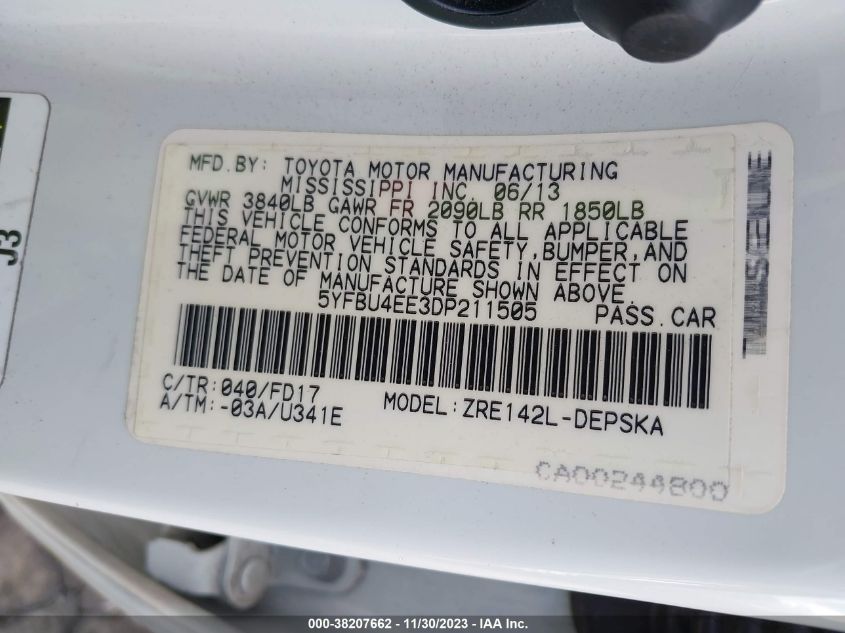 MFD.BY: TOYOTA MOTOR MANUFACTURING
MISSISSIPPI INC. 06/13
GVWR 3840LB GAWR FR 2090LB RR 1850LB
THIS VEHICLE CONFORMS TO ALL APPLICABLE
FEDERAL MOTOR VEHICLE SAFETY,BUMPER,AND
THEFT PREVENTION STANDARDS IN EFFECT ON
THE DATE OF MANUFACTURE SHOWN ABOVE.
5YFBU4EE3DP211505 PASS.CAR
C/TR:040/FD17
A/TM:-03A/U341E
MODEL:ZRE142L-DEPSKA
CA00244800
J3
000-38207662 - 11/30/2023 - IAA Inc.